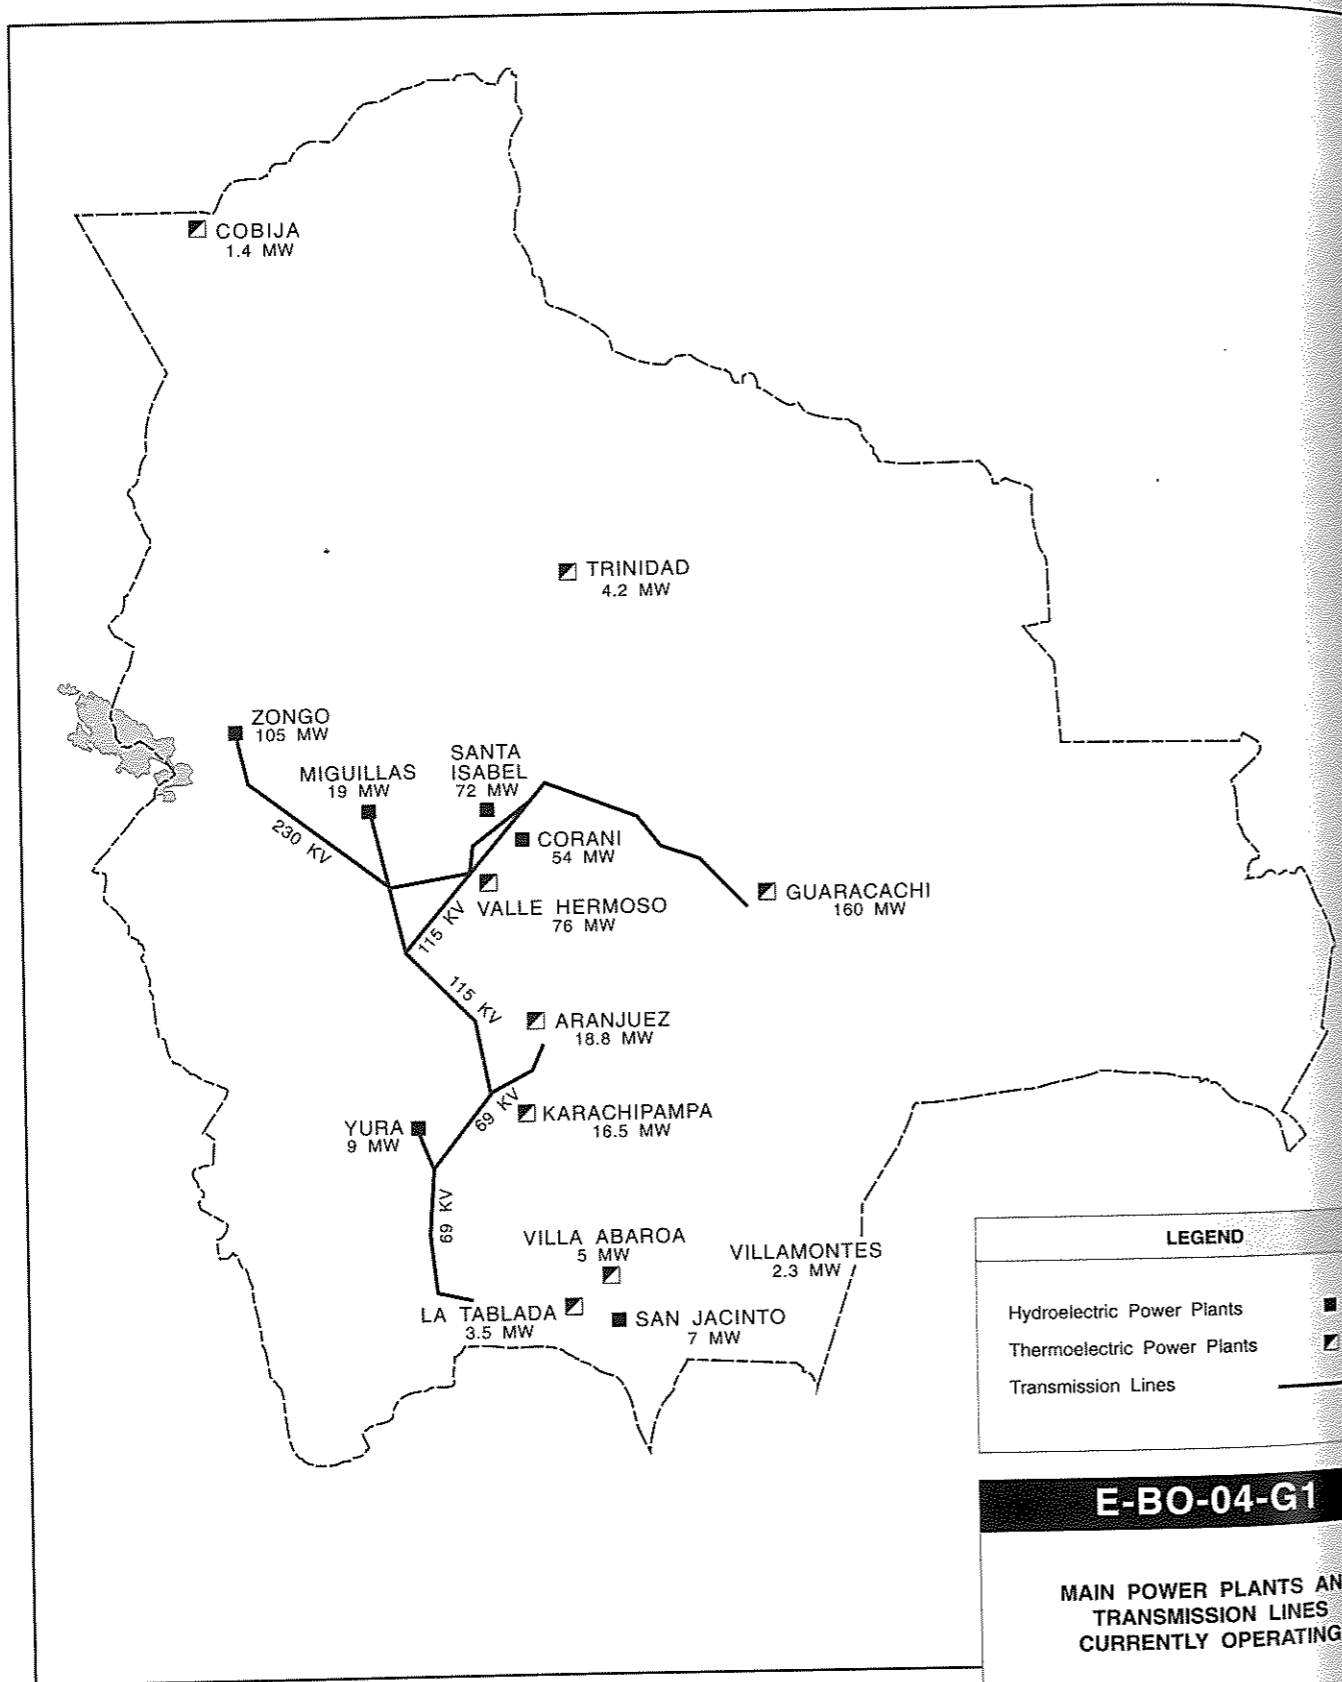 COBIJA
1.4 MW
TRINIDAD
4.2 MW
ZONGO
105 MW
MIGUILLAS
19 MW
SANTA
ISABEL
72 MW
230 KV
CORANI
54 MW
VALLE HERMOSO
76 MW
GUARACACHI
160 MW
115 KV
115 KV
ARANJUEZ
18.8 MW
69 KV
KARACHIPAMPA
16.5 MW
YURA
9 MW
69 KV
VILLA ABAROA
5 MW
VILLAMONTES
2.3 MW
LA TABLADA
3.5 MW
SAN JACINTO
7 MW
LEGEND
Hydroelectric Power Plants
Thermoelectric Power Plants
Transmission Lines
E-BO-04-G1
MAIN POWER PLANTS AN
TRANSMISSION LINES
CURRENTLY OPERATING